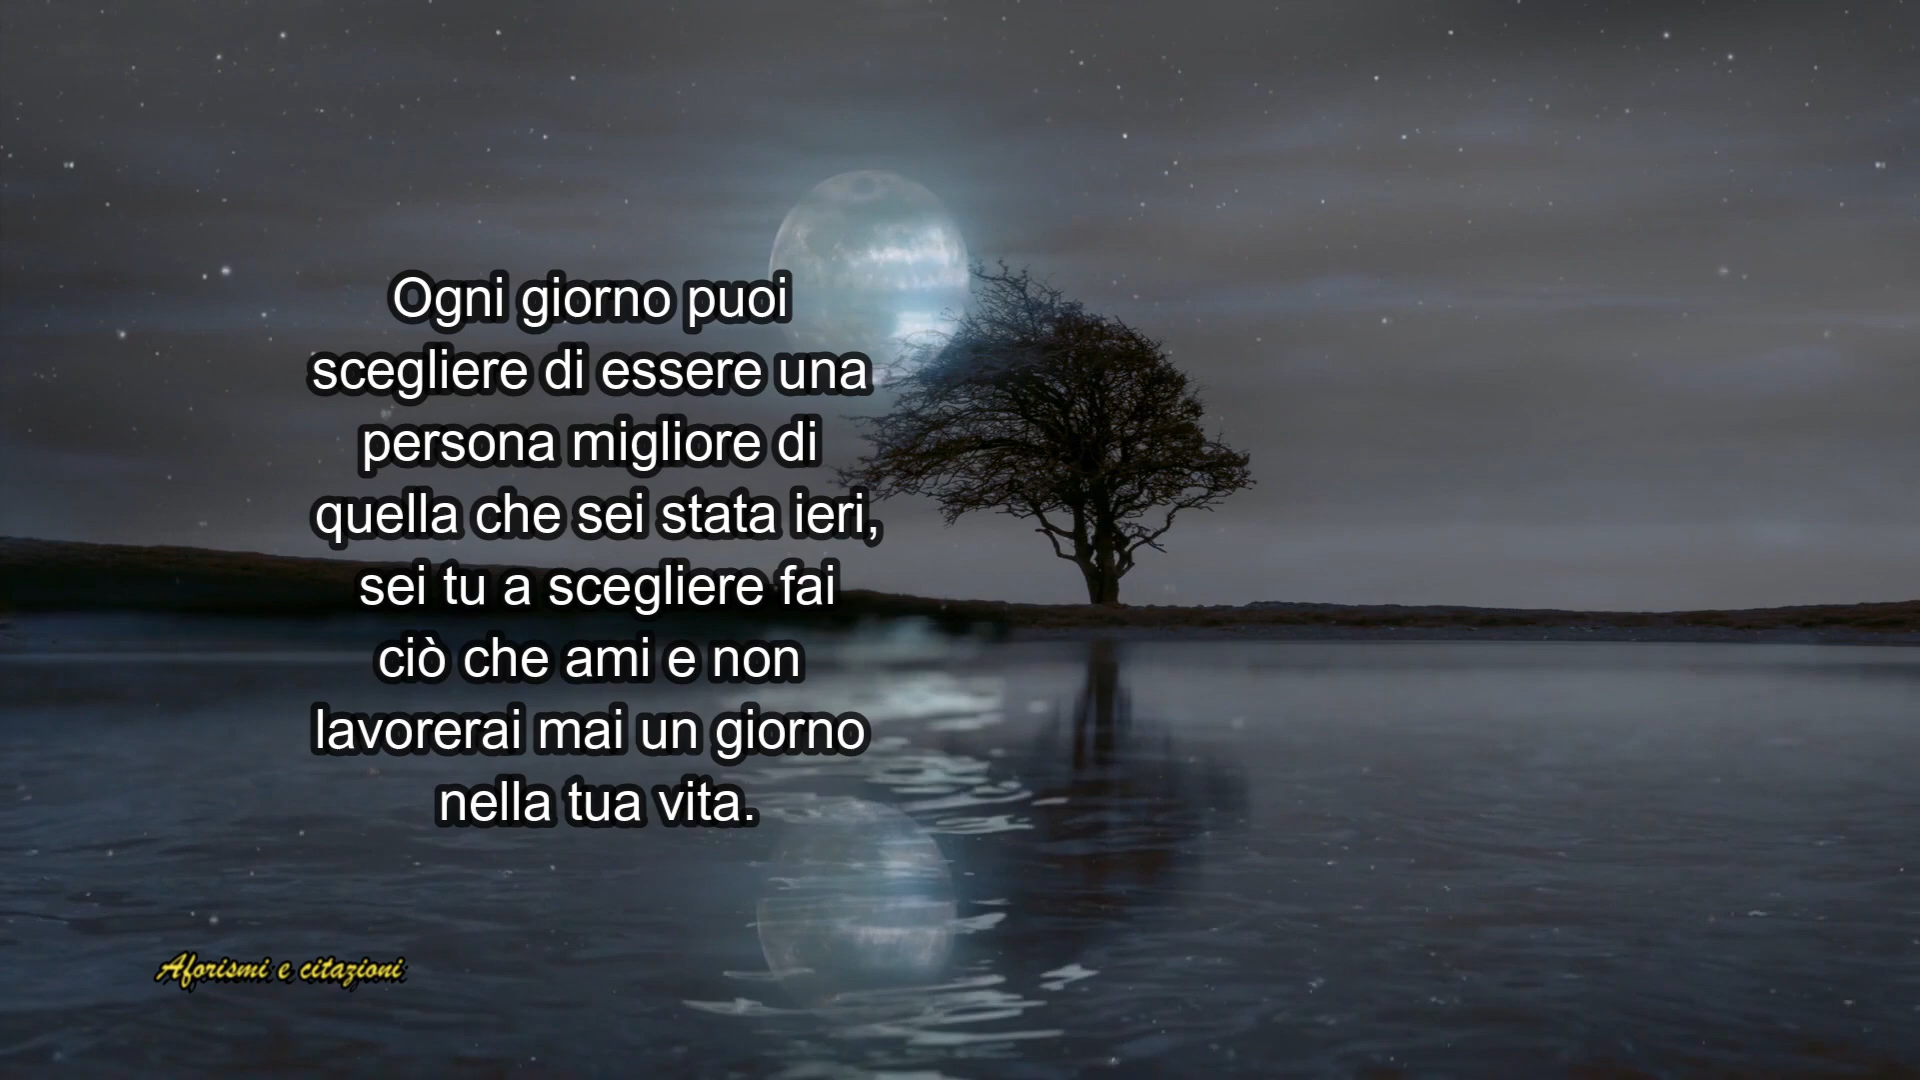 Ogni giorno puoi
scegliere di essere una
persona migliore di
quella che sei stata ieri,
sei tu a scegliere fai
ciò che ami e non
lavorerai mai un giorno
nella tua vita.
Aforismi e citazioni